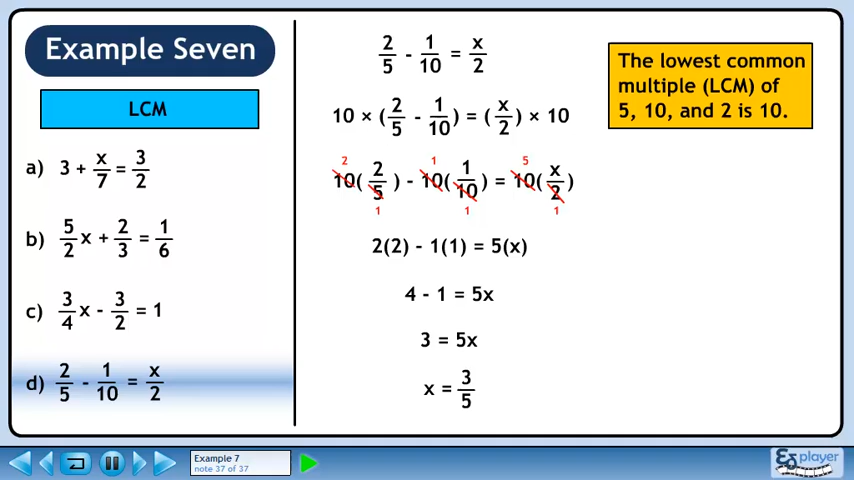 Example Seven
LCM
a) 3 + x/7 = 3/2
b) 5/2 x + 2/3 = 1/6
c) 3/4 x - 3/2 = 1
d) 2/5 - 1/10 = x/2
2/5 - 1/10 = x/2
10 × (2/5 - 1/10) = (x/2) × 10
2 1 5
10(2/5) - 10(1/10) = 10(x/2)
1 1 1
2(2) - 1(1) = 5(x)
4 - 1 = 5x
3 = 5x
x = 3/5
The lowest common
multiple (LCM) of
5, 10, and 2 is 10.
Example 7
note 37 of 37
player